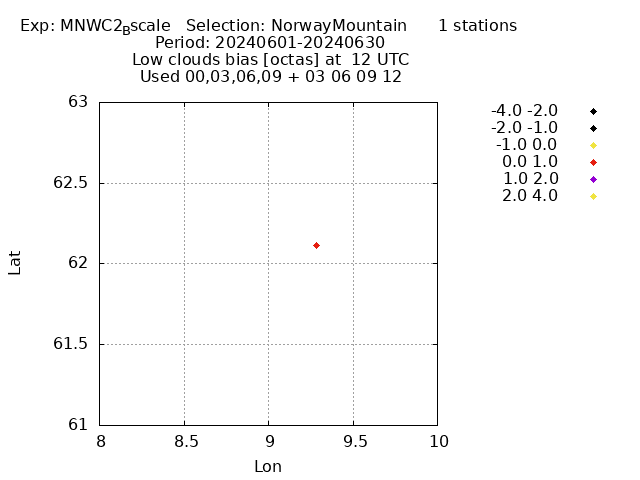 Exp: MNWC2_Bscale   Selection: NorwayMountain      1 stations
Period: 20240601-20240630
Low clouds bias [octas] at  12 UTC
Used 00,03,06,09 + 03 06 09 12
-4.0 -2.0
-2.0 -1.0
-1.0 0.0
0.0 1.0
1.0 2.0
2.0 4.0
63
62.5
62
61.5
61
Lat
8
8.5
9
9.5
10
Lon